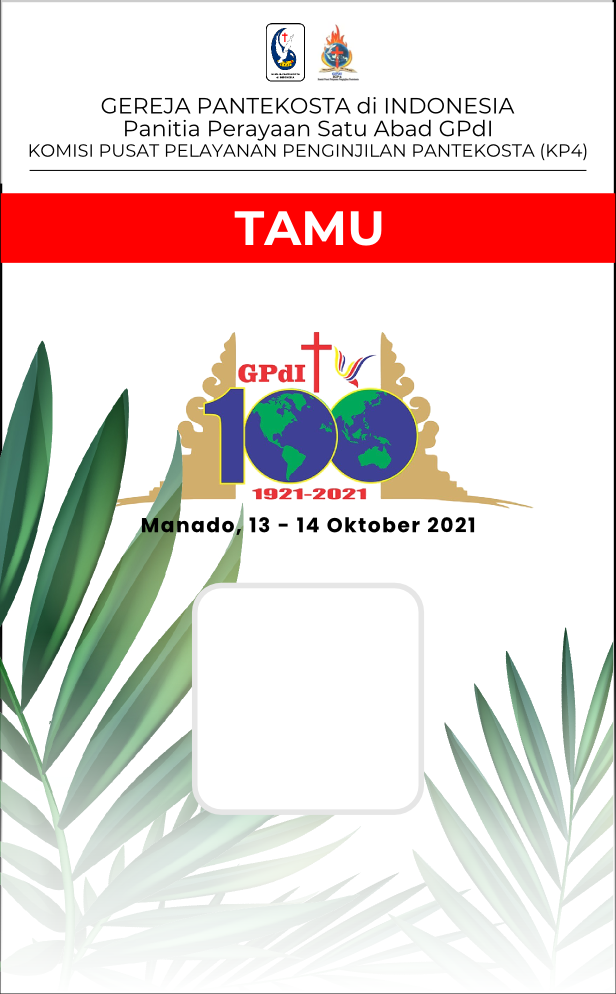 GEREJA PANTEKOSTA di INDONESIA
Panitia Perayaan Satu Abad GPdI
KOMISI PUSAT PELAYANAN PENGINJILAN PANTEKOSTA (KP4)
TAMU
GPdI
100
1921-2021
Manado, 13 - 14 Oktober 2021